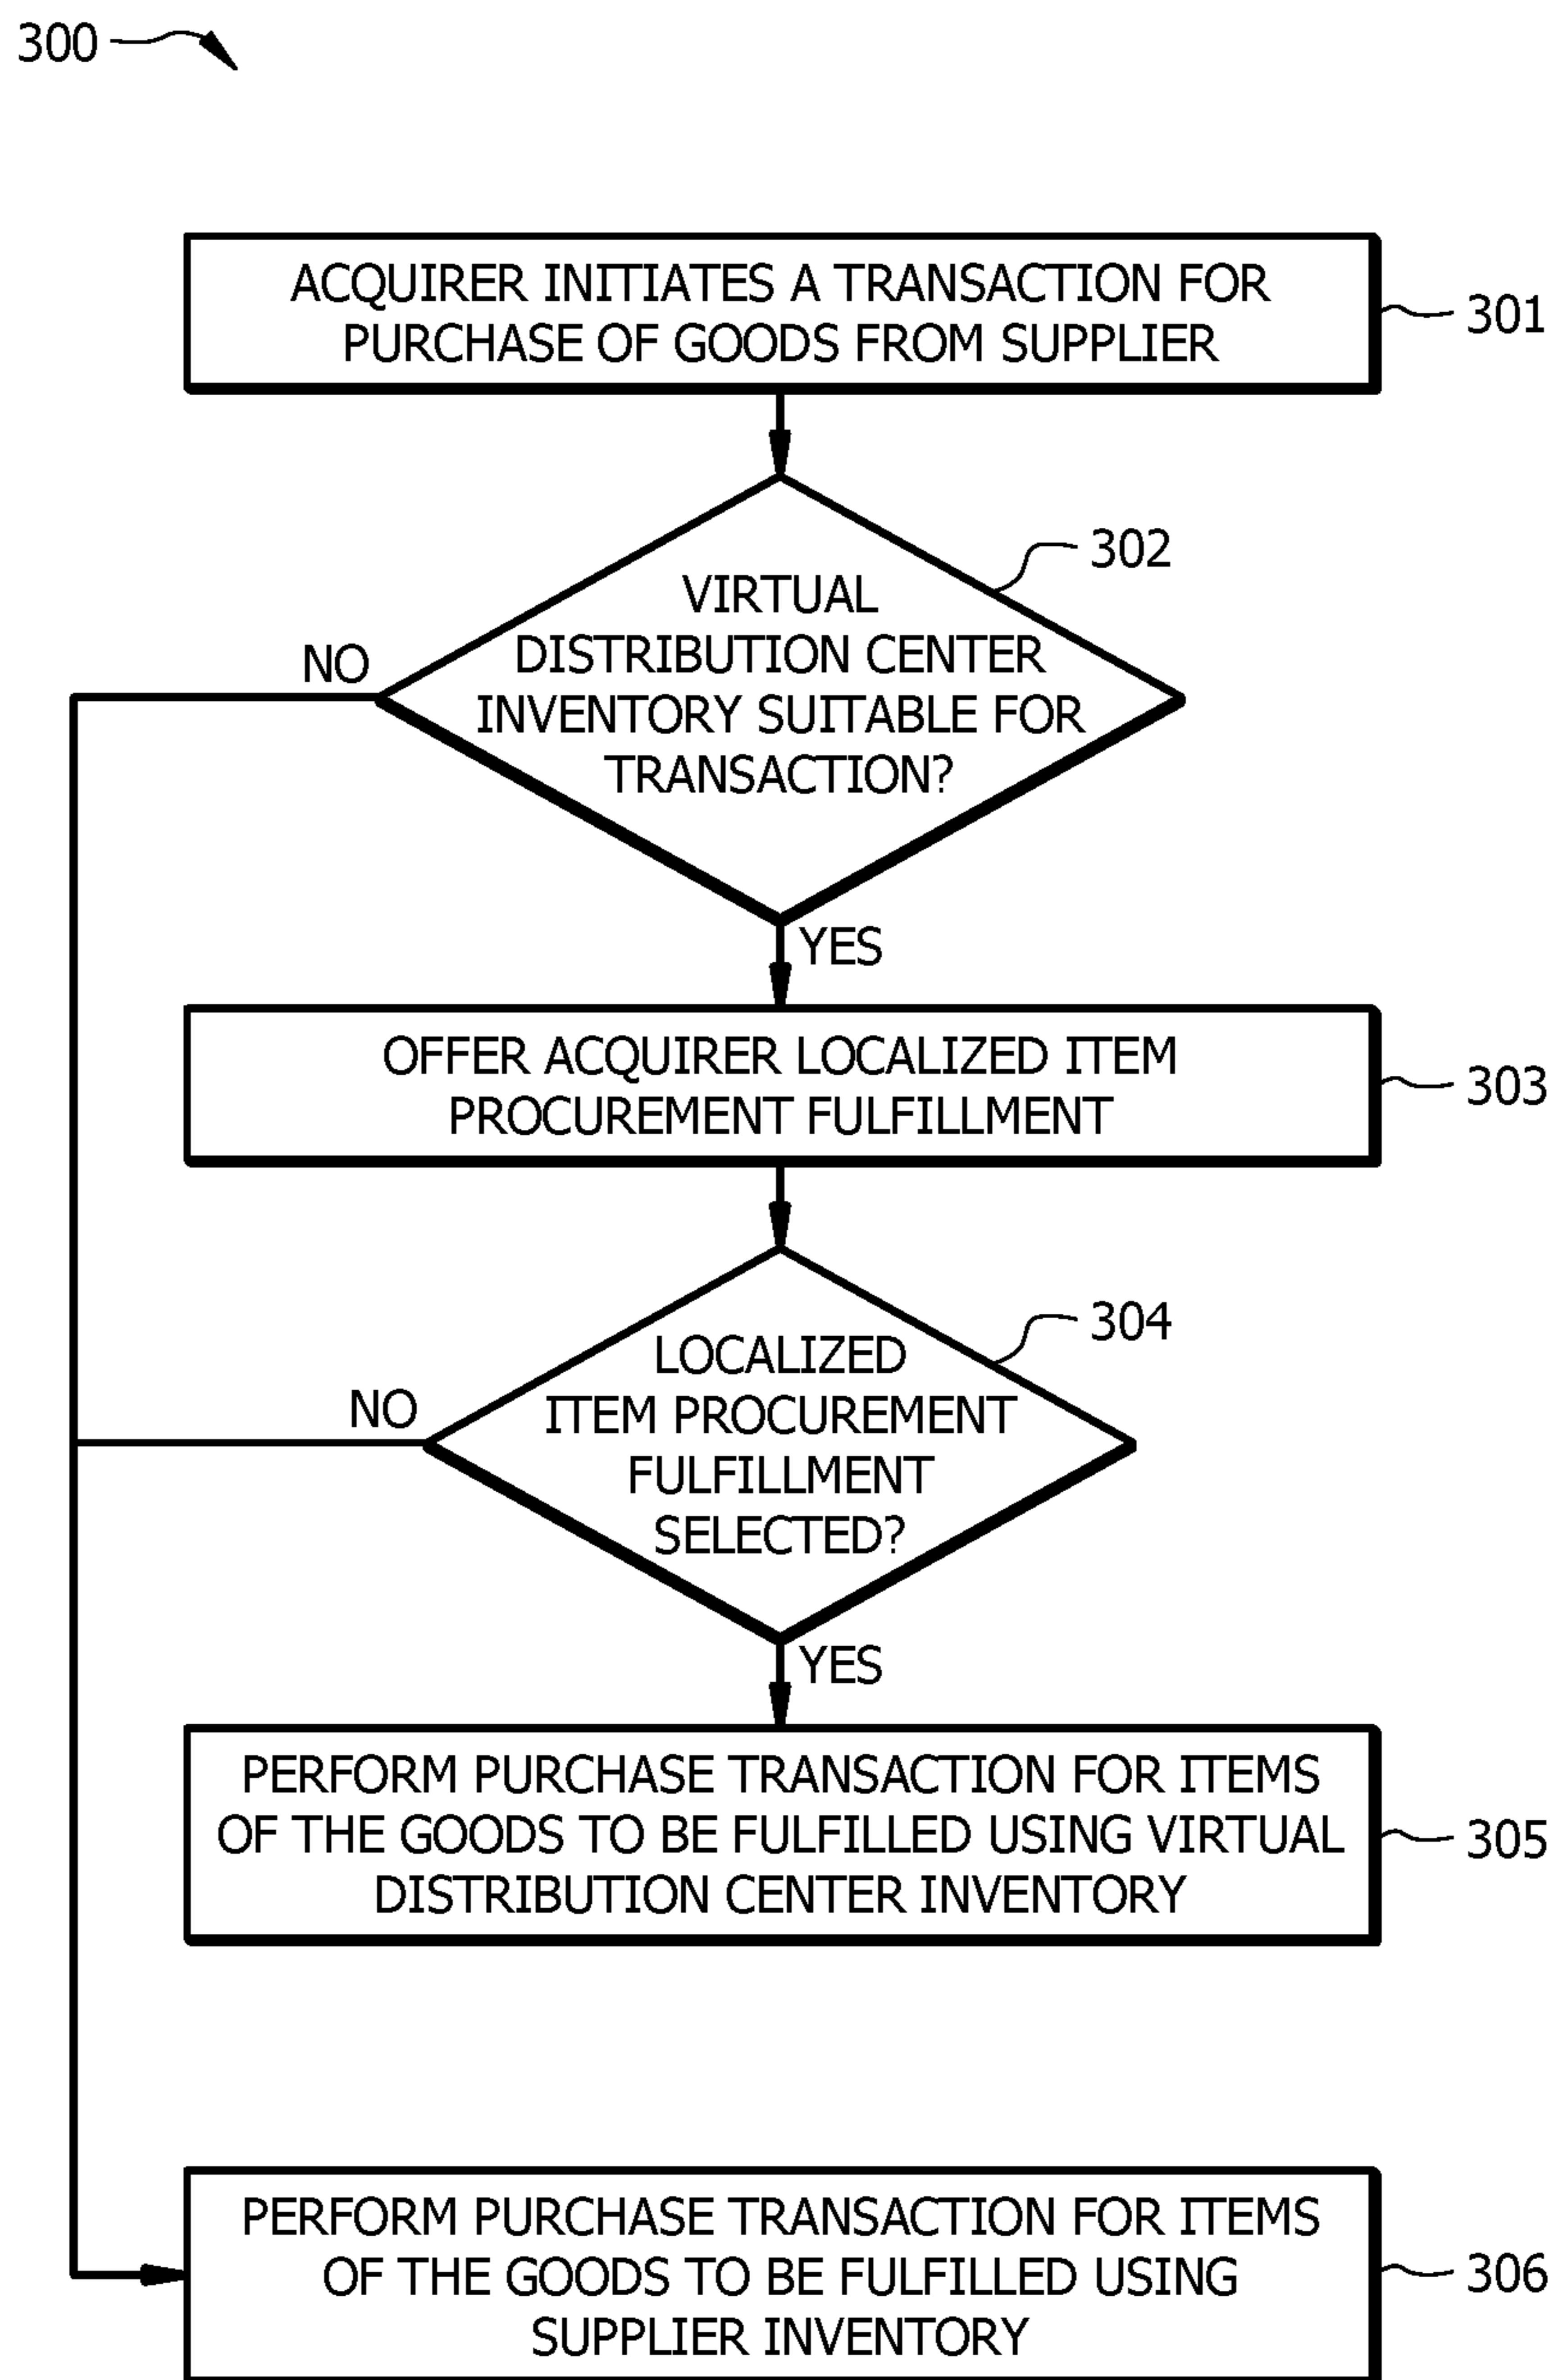 300
ACQUIRER INITIATES A TRANSACTION FOR
PURCHASE OF GOODS FROM SUPPLIER
301
302
VIRTUAL
DISTRIBUTION CENTER
INVENTORY SUITABLE FOR
TRANSACTION?
NO
YES
OFFER ACQUIRER LOCALIZED ITEM
PROCUREMENT FULFILLMENT
303
304
LOCALIZED
ITEM PROCUREMENT
FULFILLMENT
SELECTED?
NO
YES
PERFORM PURCHASE TRANSACTION FOR ITEMS
OF THE GOODS TO BE FULFILLED USING VIRTUAL
DISTRIBUTION CENTER INVENTORY
305
PERFORM PURCHASE TRANSACTION FOR ITEMS
OF THE GOODS TO BE FULFILLED USING
SUPPLIER INVENTORY
306